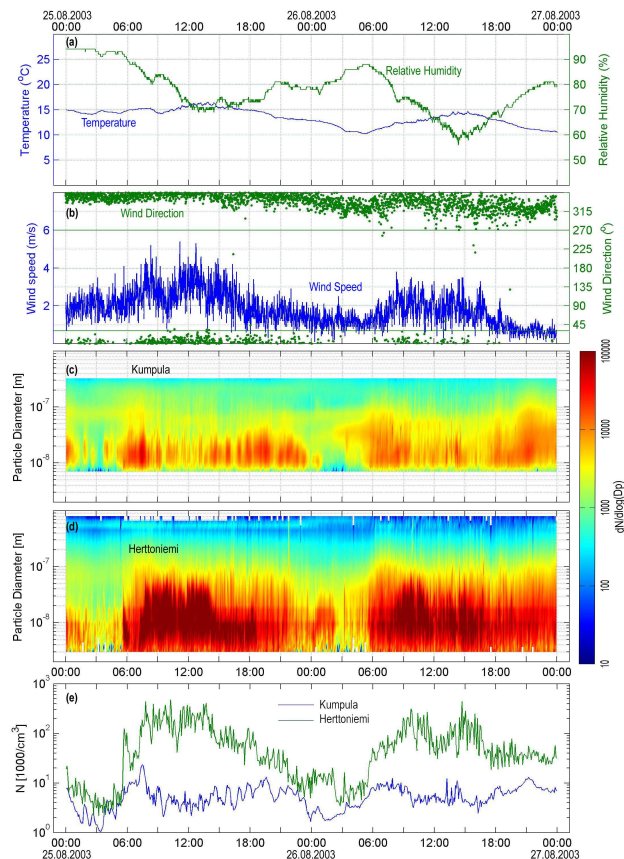 25.08.2003 26.08.2003 27.08.2003
00:00 06:00 12:00 18:00 00:00 06:00 12:00 18:00 00:00
(a)
Temperature (°C)
25
20
15
10
5
Relative Humidity
Temperature
90
80
70
60
50
Relative Humidity (%)
(b)
Wind speed (m/s)
6
4
2
Wind Direction
Wind Speed
315
270
225
180
135
90
45
Wind Direction (°)
(c)
Kumpula
Particle Diameter [m]
10⁻⁷
10⁻⁸
(d)
Herttoniemi
Particle Diameter [m]
10⁻⁷
10⁻⁸
100000
10000
1000
100
10
dN/dlog(Dp)
00:00 06:00 12:00 18:00 00:00 06:00 12:00 18:00 00:00
(e)
Kumpula
Herttoniemi
N [1000/cm³]
10³
10²
10¹
10⁰
00:00 06:00 12:00 18:00 00:00 06:00 12:00 18:00 00:00
25.08.2003 26.08.2003 27.08.2003